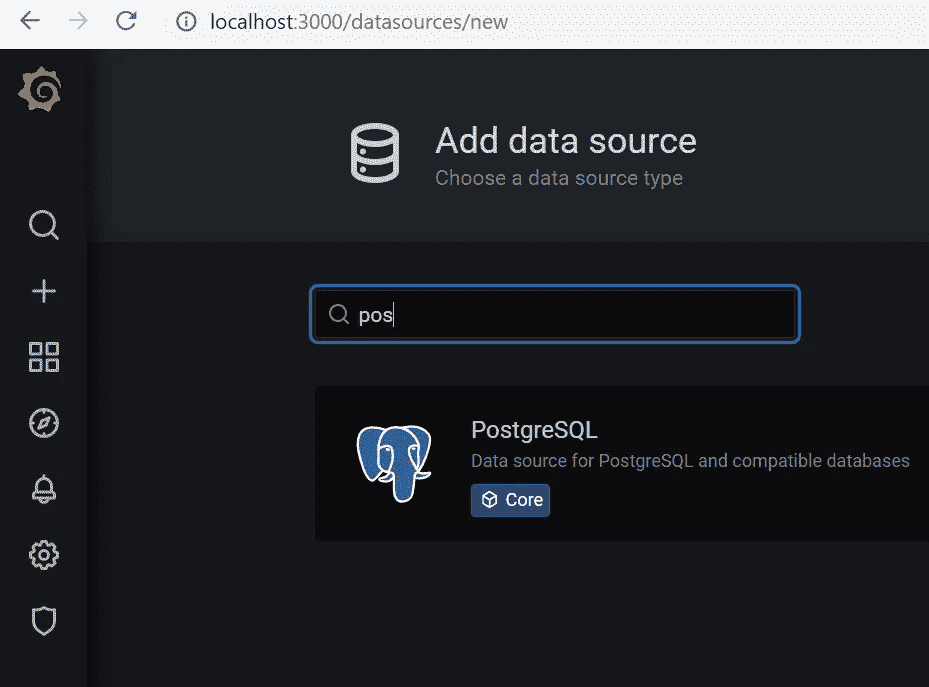 localhost:3000/datasources/new
Add data source
Choose a data source type
pos
PostgreSQL
Data source for PostgreSQL and compatible databases
Core